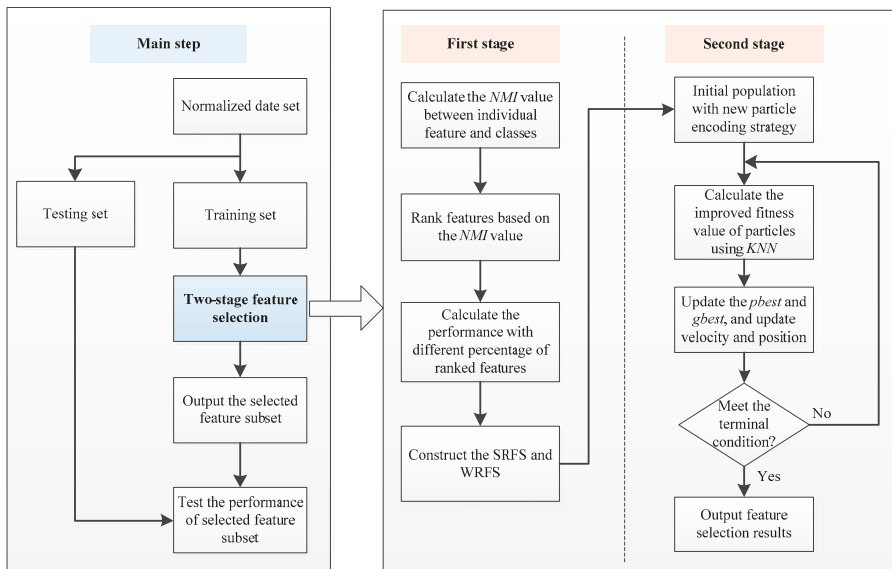 Main step
Normalized date set
Testing set
Training set
Two-stage feature
selection
Output the selected
feature subset
Test the performance
of selected feature
subset
First stage
Calculate the NMI value
between individual
feature and classes
Rank features based on
the NMI value
Calculate the
performance with
different percentage of
ranked features
Construct the SRFS and
WRFS
Second stage
Initial population
with new particle
encoding strategy
Calculate the
improved fitness
value of particles
using KNN
Update the pbest and
gbest, and update
velocity and position
Meet the
terminal
condition?
No
Yes
Output feature
selection results